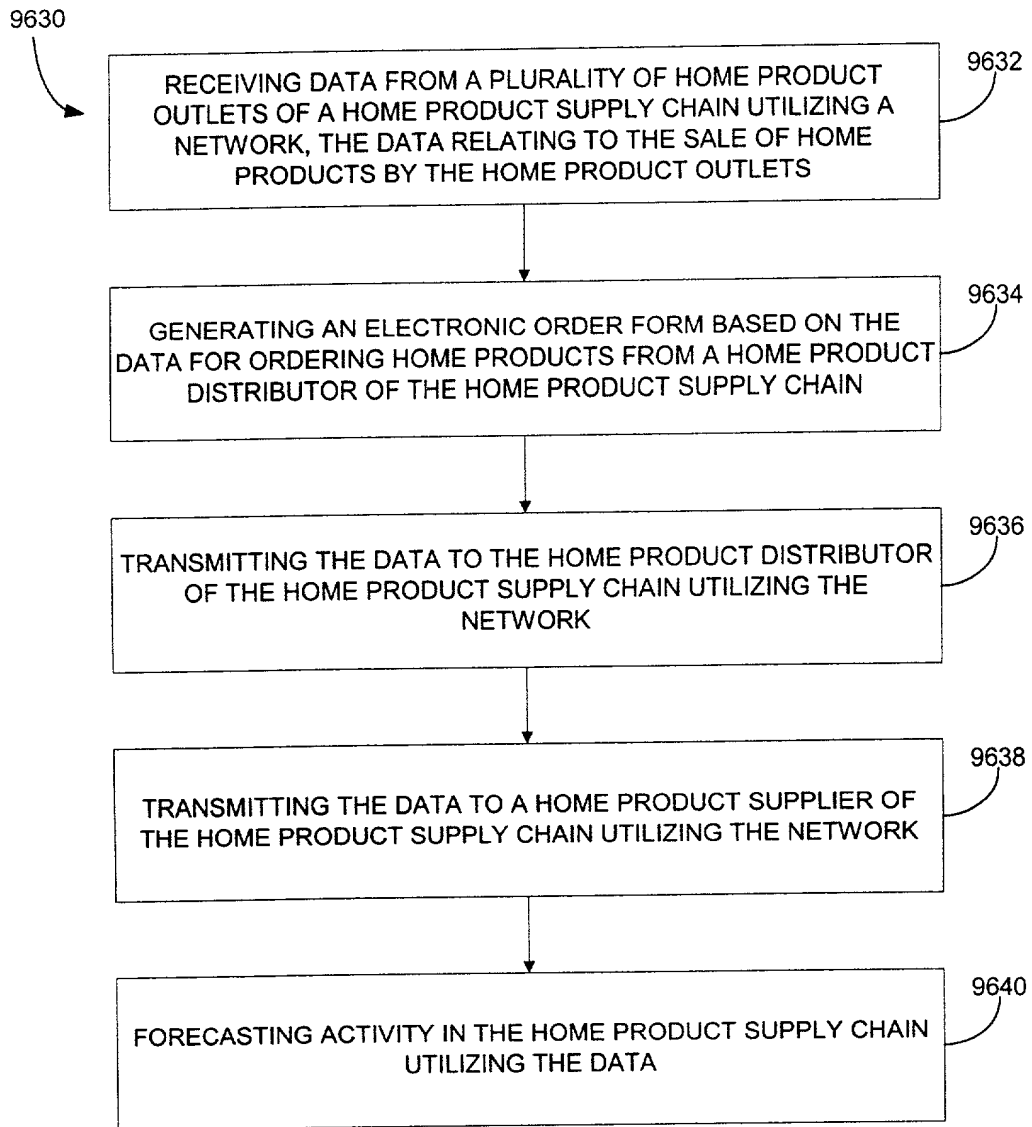 9630
RECEIVING DATA FROM A PLURALITY OF HOME PRODUCT
OUTLETS OF A HOME PRODUCT SUPPLY CHAIN UTILIZING A
NETWORK, THE DATA RELATING TO THE SALE OF HOME
PRODUCTS BY THE HOME PRODUCT OUTLETS
9632
GENERATING AN ELECTRONIC ORDER FORM BASED ON THE
DATA FOR ORDERING HOME PRODUCTS FROM A HOME PRODUCT
DISTRIBUTOR OF THE HOME PRODUCT SUPPLY CHAIN
9634
TRANSMITTING THE DATA TO THE HOME PRODUCT DISTRIBUTOR
OF THE HOME PRODUCT SUPPLY CHAIN UTILIZING THE
NETWORK
9636
TRANSMITTING THE DATA TO A HOME PRODUCT SUPPLIER OF
THE HOME PRODUCT SUPPLY CHAIN UTILIZING THE NETWORK
9638
FORECASTING ACTIVITY IN THE HOME PRODUCT SUPPLY CHAIN
UTILIZING THE DATA
9640